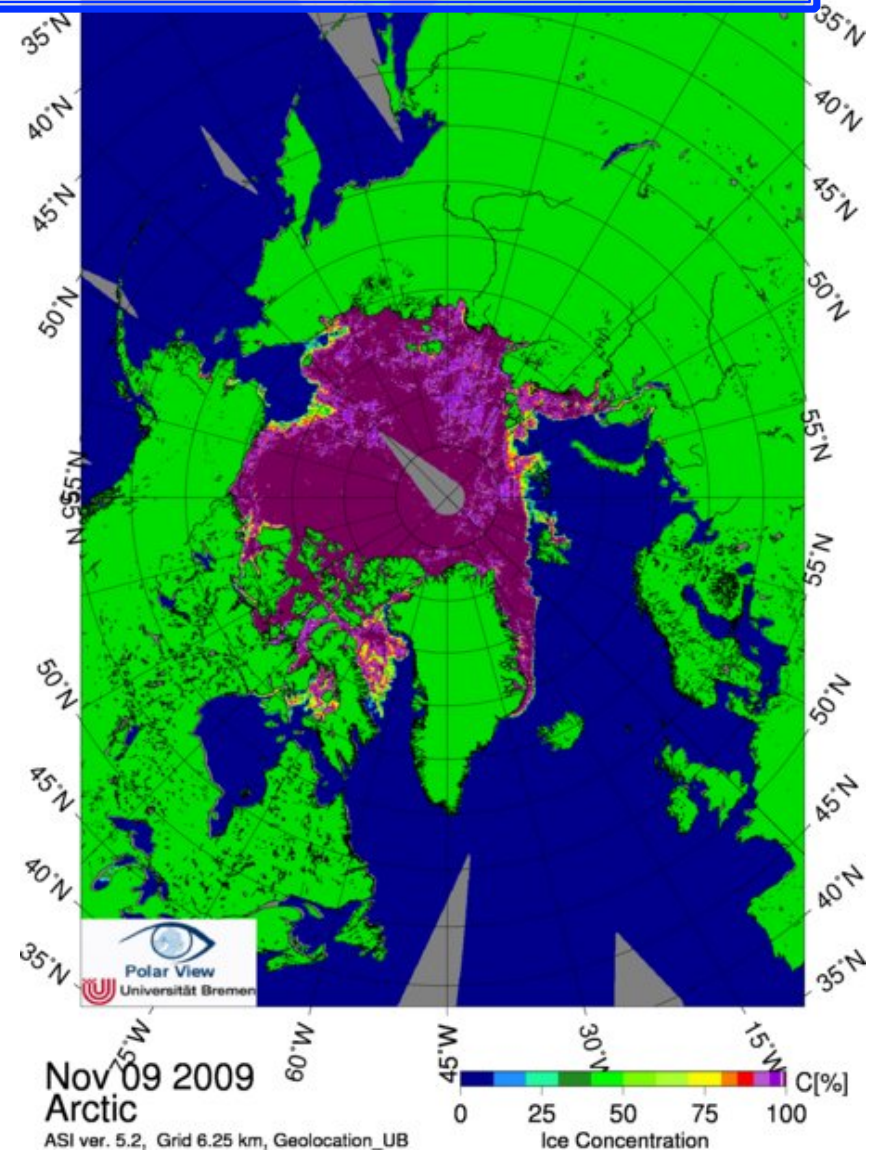 35°N
35°N
40°N
40°N
45°N
45°N
50°N
50°N
55°N
55°N
55°N
50°N
50°N
45°N
45°N
40°N
40°N
35°N
35°N
Polar View
Universität Bremen
75°W
60°W
45°W
30°W
15°W
Nov 09 2009
Arctic
ASI ver. 5.2, Grid 6.25 km, Geolocation_UB
C[%]
0 25 50 75 100
Ice Concentration